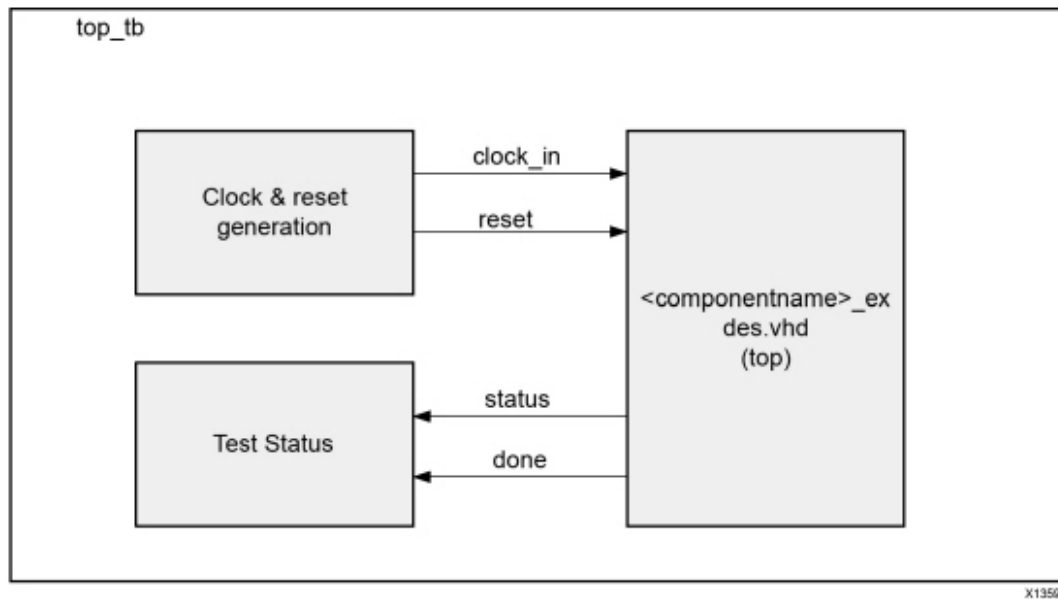 top_tb
Clock & reset
generation
clock_in
reset
<componentname>_ex
des.vhd
(top)
Test Status
status
done